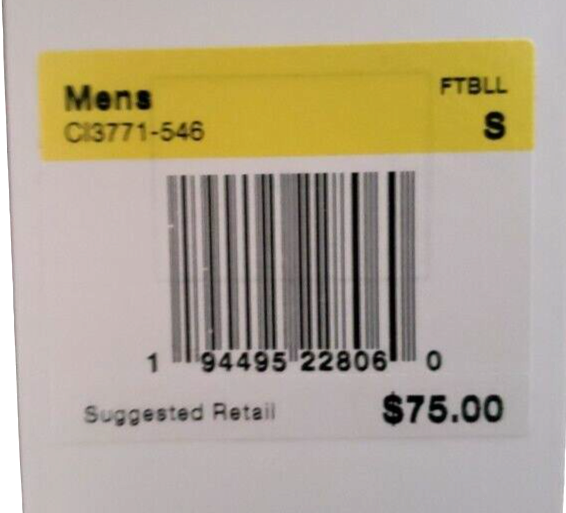 Mens
FTBLL
CI3771-546
S
1 94495 22806 0
Suggested Retail
$75.00